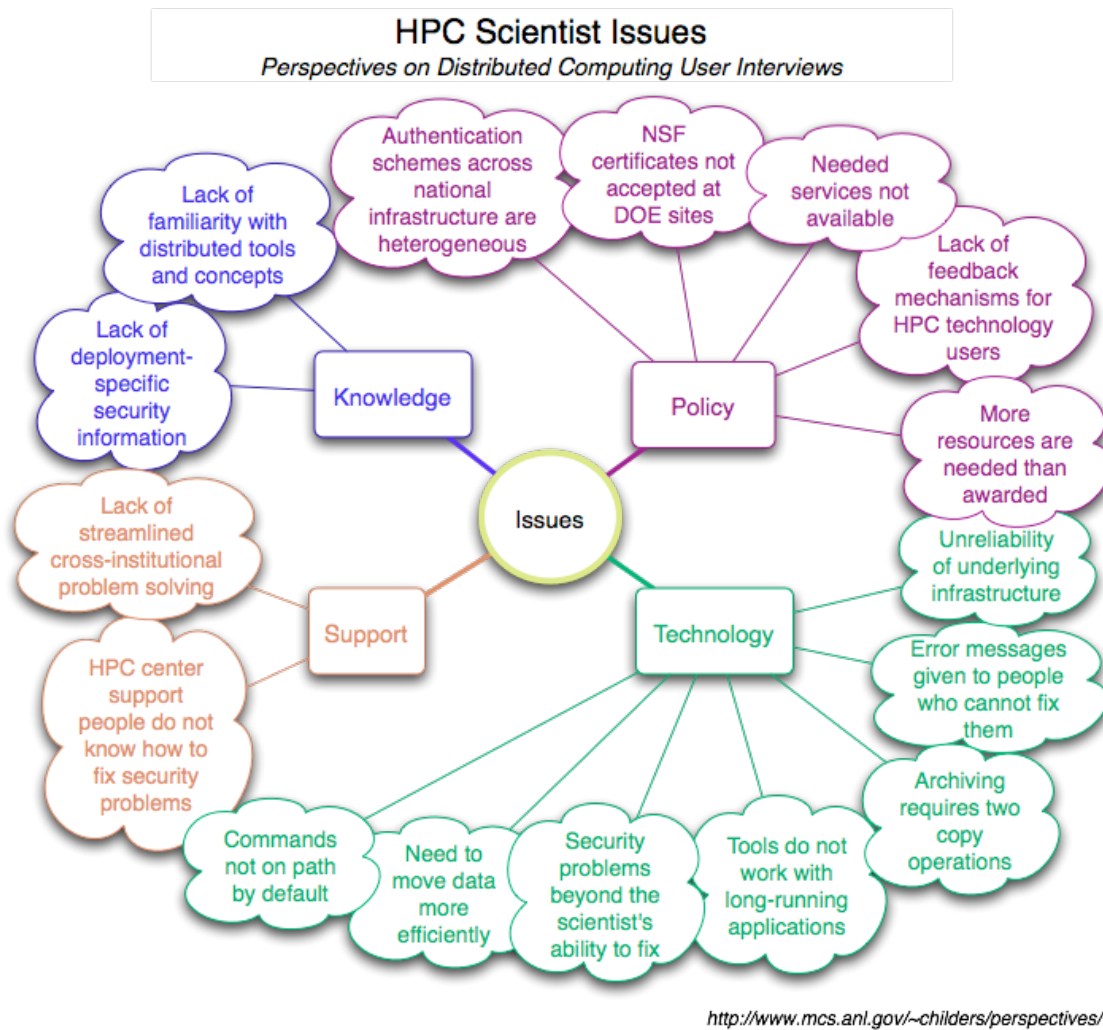 HPC Scientist Issues
Perspectives on Distributed Computing User Interviews
Authentication
schemes across
national
infrastructure are
heterogeneous
NSF
certificates not
accepted at
DOE sites
Needed
services not
available
Lack of
feedback
mechanisms for
HPC technology
users
More
resources are
needed than
awarded
Policy
Lack of
familiarity with
distributed tools
and concepts
Lack of
deployment-
specific
security
information
Knowledge
Issues
Lack of
streamlined
cross-institutional
problem solving
HPC center
support
people do not
know how to
fix security
problems
Support
Technology
Unreliability
of underlying
infrastructure
Error messages
given to people
who cannot fix
them
Archiving
requires two
copy
operations
Tools do not
work with
long-running
applications
Security
problems
beyond the
scientist's
ability to fix
Need to
move data
more
efficiently
Commands
not on path
by default
http://www.mcs.anl.gov/~childers/perspectives/